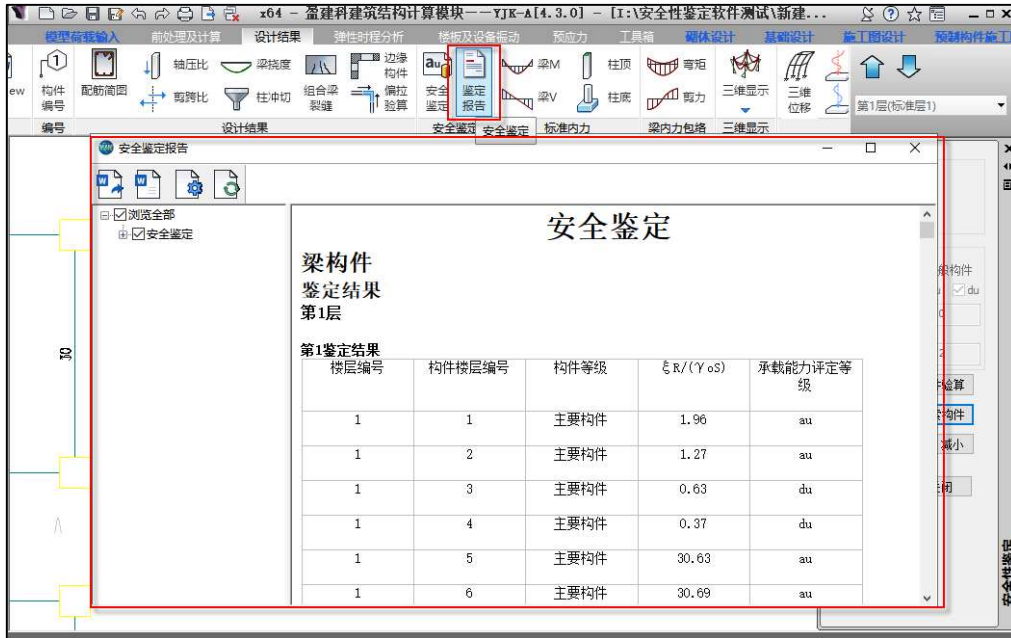 x64 - 盈建科建筑结构计算模块——YJK-A[4.3.0] - [I:\安全性鉴定软件测试\新建...
模型荷载输入 前处理及计算 设计结果 弹性时程分析 楼板及设备振动 预应力 工具箱 砌体设计 基础设计 施工图设计 预制构件施工
ew 构件编号 配筋简图 轴压比 梁挠度 组合梁裂缝 边缘构件 安全鉴定 鉴定报告 梁M 柱顶 弯矩 三维显示 三维位移
剪跨比 柱冲切 偏拉验算 梁V 柱底 剪力 第1层(标准层1)
编号 设计结果 安全鉴定 安全鉴定 标准内力 梁内力包络 三维显示
安全鉴定报告
浏览全部
安全鉴定
安全鉴定
梁构件
鉴定结果
第1层
第1鉴定结果
楼层编号 构件楼层编号 构件等级 ξR/(γoS) 承载能力评定等级
1 1 主要构件 1.96 au
1 2 主要构件 1.27 au
1 3 主要构件 0.63 du
1 4 主要构件 0.37 du
1 5 主要构件 30.63 au
1 6 主要构件 30.69 au
构件
du
验算
构件
减小
安全性鉴定